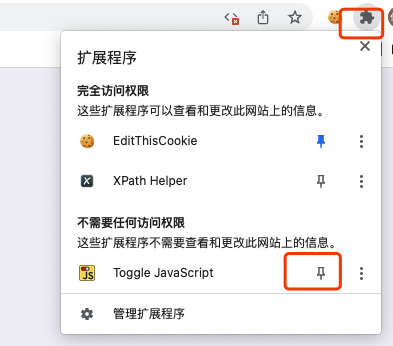 扩展程序
完全访问权限
这些扩展程序可以查看和更改此网站上的信息。
EditThisCookie
XPath Helper
不需要任何访问权限
这些扩展程序不需要查看和更改此网站上的信息。
JS
Toggle JavaScript
管理扩展程序